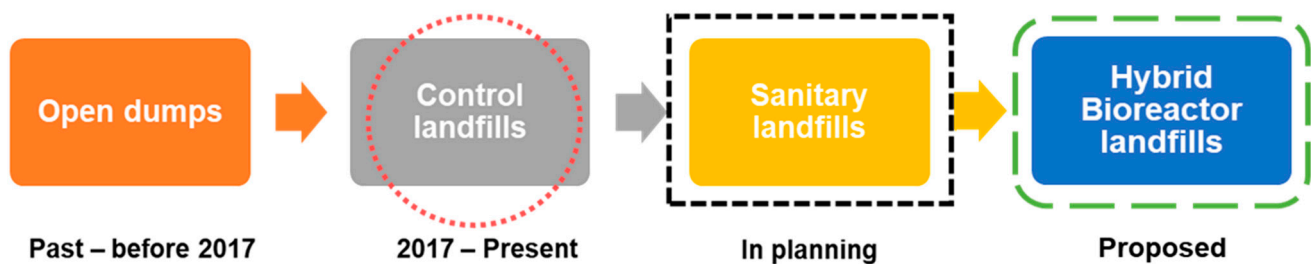 Open dumps
Control
landfills
Sanitary
landfills
Hybrid
Bioreactor
landfills
Past – before 2017
2017 – Present
In planning
Proposed